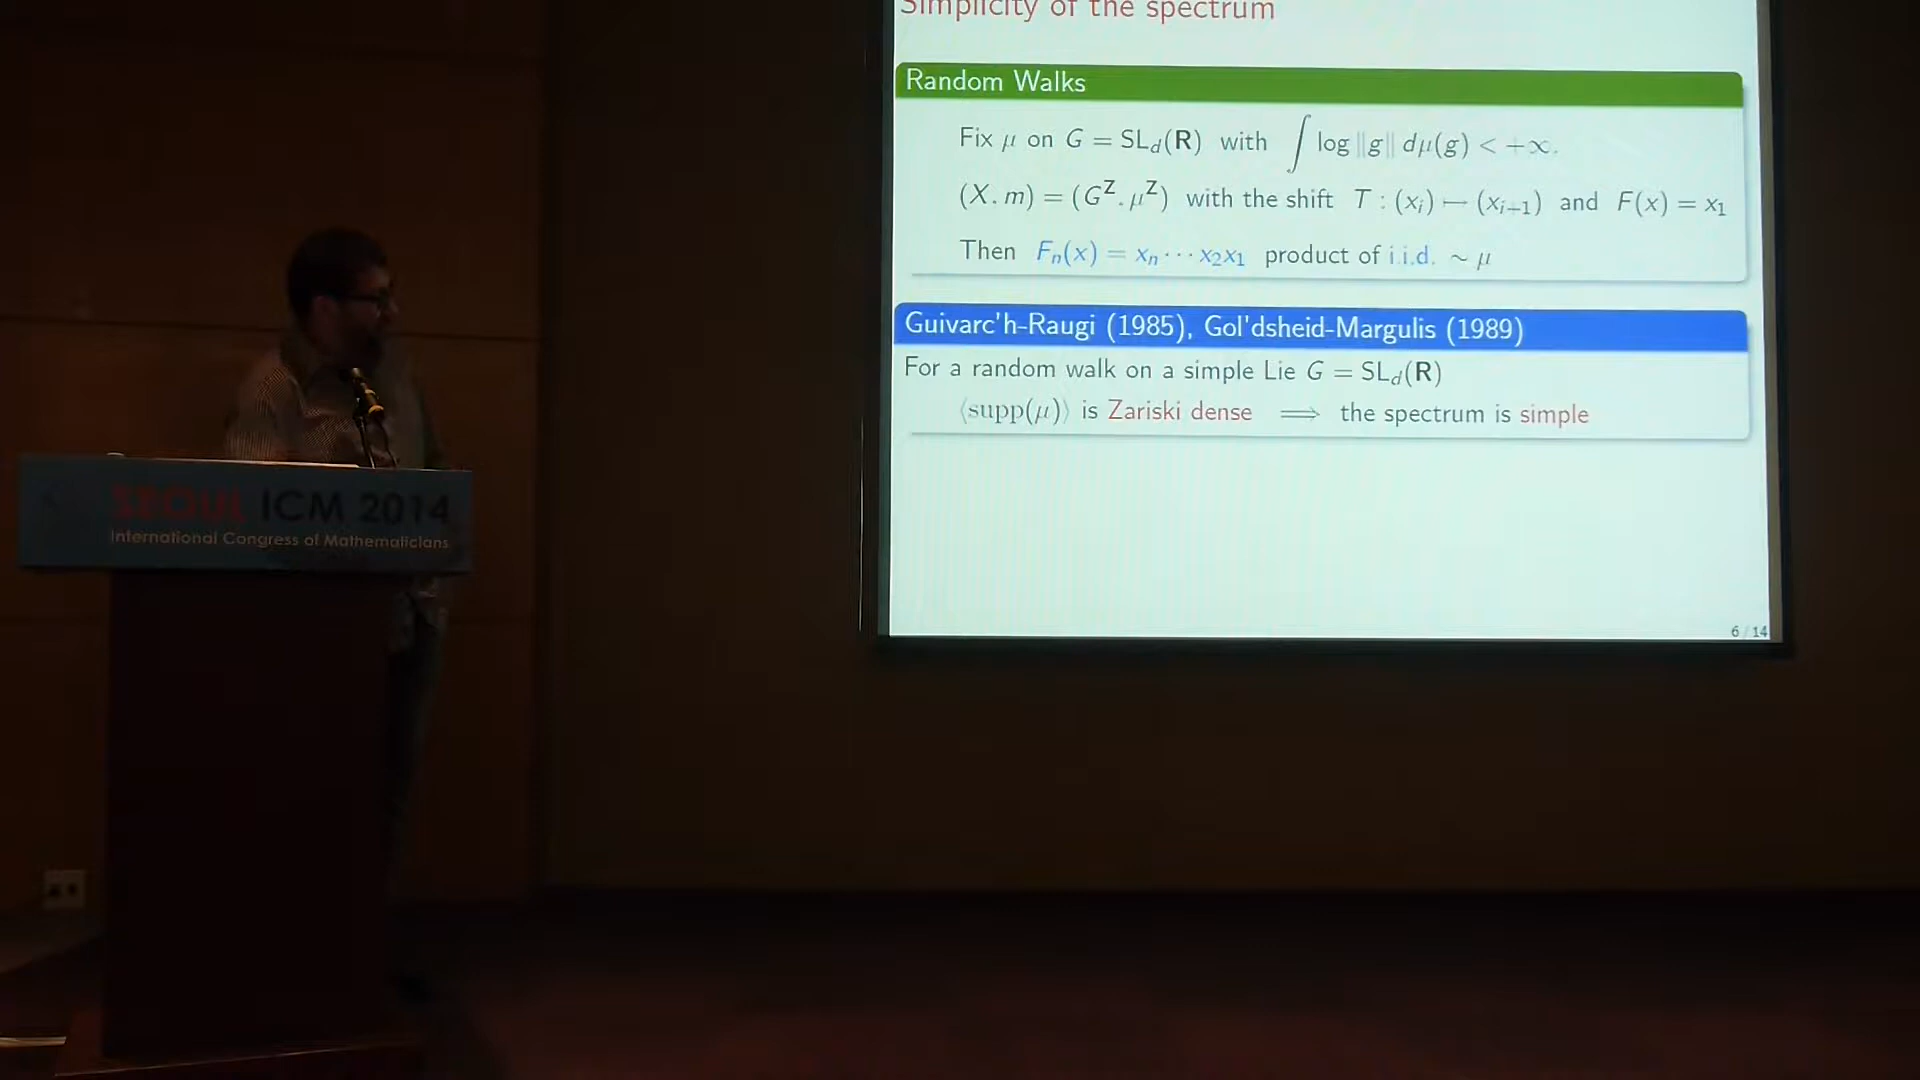 Simplicity of the spectrum
Random Walks
Fix μ on G = SL_d(R) with ∫ log ||g|| dμ(g) < +∞.
(X, m) = (G^Z, μ^Z) with the shift T : (x_i) ↦ (x_{i+1}) and F(x) = x_1
Then F_n(x) = x_n ⋯ x_2x_1 product of i.i.d. ~ μ
Guivarc'h-Raugi (1985), Gol'dsheid-Margulis (1989)
For a random walk on a simple Lie G = SL_d(R)
⟨supp(μ)⟩ is Zariski dense ⟹ the spectrum is simple
6 / 14
SEOUL ICM 2014
International Congress of Mathematicians